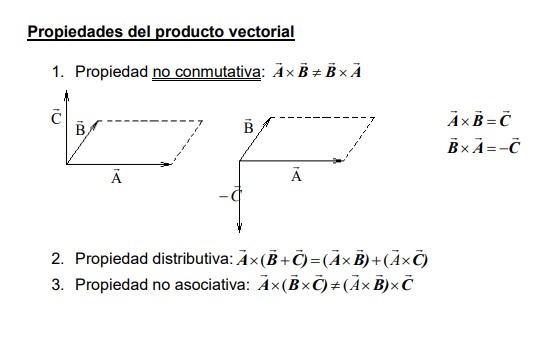 Propiedades del producto vectorial
1. Propiedad no conmutativa: A⃗ × B⃗ ≠ B⃗ × A⃗
C⃗
B⃗
A⃗
B⃗
A⃗
−C⃗
A⃗ × B⃗ = C⃗
B⃗ × A⃗ = −C⃗
2. Propiedad distributiva: A⃗ × (B⃗ + C⃗) = (A⃗ × B⃗) + (A⃗ × C⃗)
3. Propiedad no asociativa: A⃗ × (B⃗ × C⃗) ≠ (A⃗ × B⃗) × C⃗